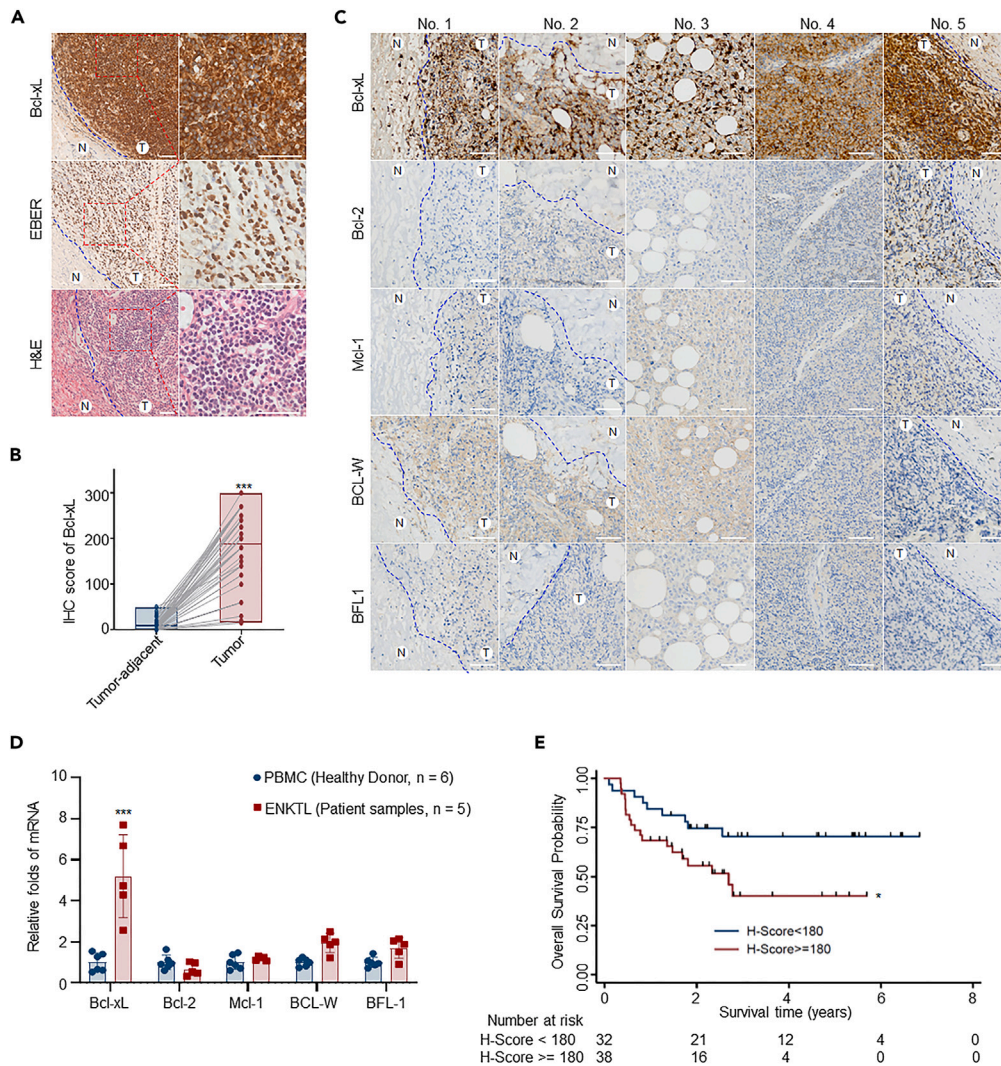 A
Bcl-xL
N
T
EBER
N
T
H&E
N
T
B
IHC score of Bcl-xL
300
200
100
0
***
Tumor-adjacent
Tumor
C
No. 1
No. 2
No. 3
No. 4
No. 5
Bcl-xL
N
T
N
T
T
N
Bcl-2
N
T
N
T
T
N
Mcl-1
N
T
N
T
T
N
BCL-W
N
T
N
T
T
N
BFL1
N
T
N
T
T
N
D
Relative folds of mRNA
10
8
6
4
2
0
***
PBMC (Healthy Donor, n = 6)
ENKTL (Patient samples, n = 5)
Bcl-xL
Bcl-2
Mcl-1
BCL-W
BFL-1
E
Overall Survival Probability
1.00
0.75
0.50
0.25
0.00
*
H-Score<180
H-Score>=180
0 2 4 6 8
Survival time (years)
Number at risk
H-Score < 180 32 21 12 4 0
H-Score >= 180 38 16 4 0 0